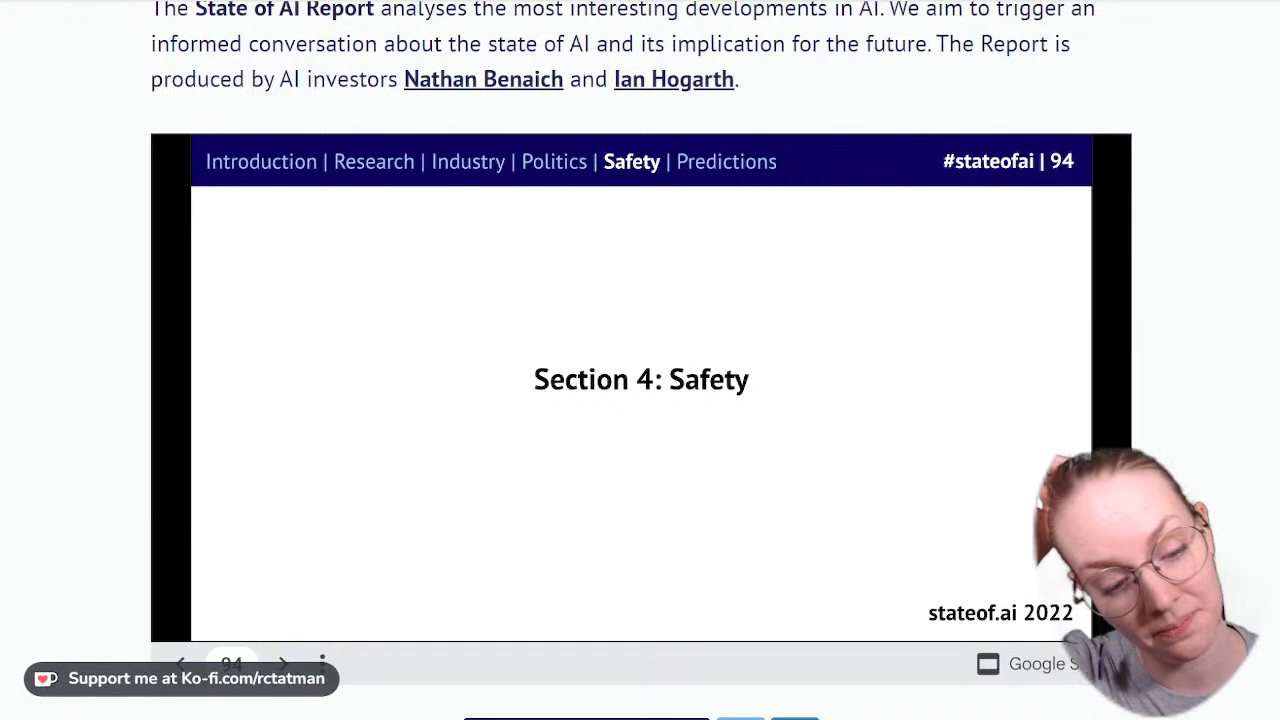 The State of AI Report analyses the most interesting developments in AI. We aim to trigger an
informed conversation about the state of AI and its implication for the future. The Report is
produced by AI investors Nathan Benaich and Ian Hogarth.
Introduction | Research | Industry | Politics | Safety | Predictions
#stateofai | 94
Section 4: Safety
stateof.ai 2022
94
Google S
Support me at Ko-fi.com/rctatman